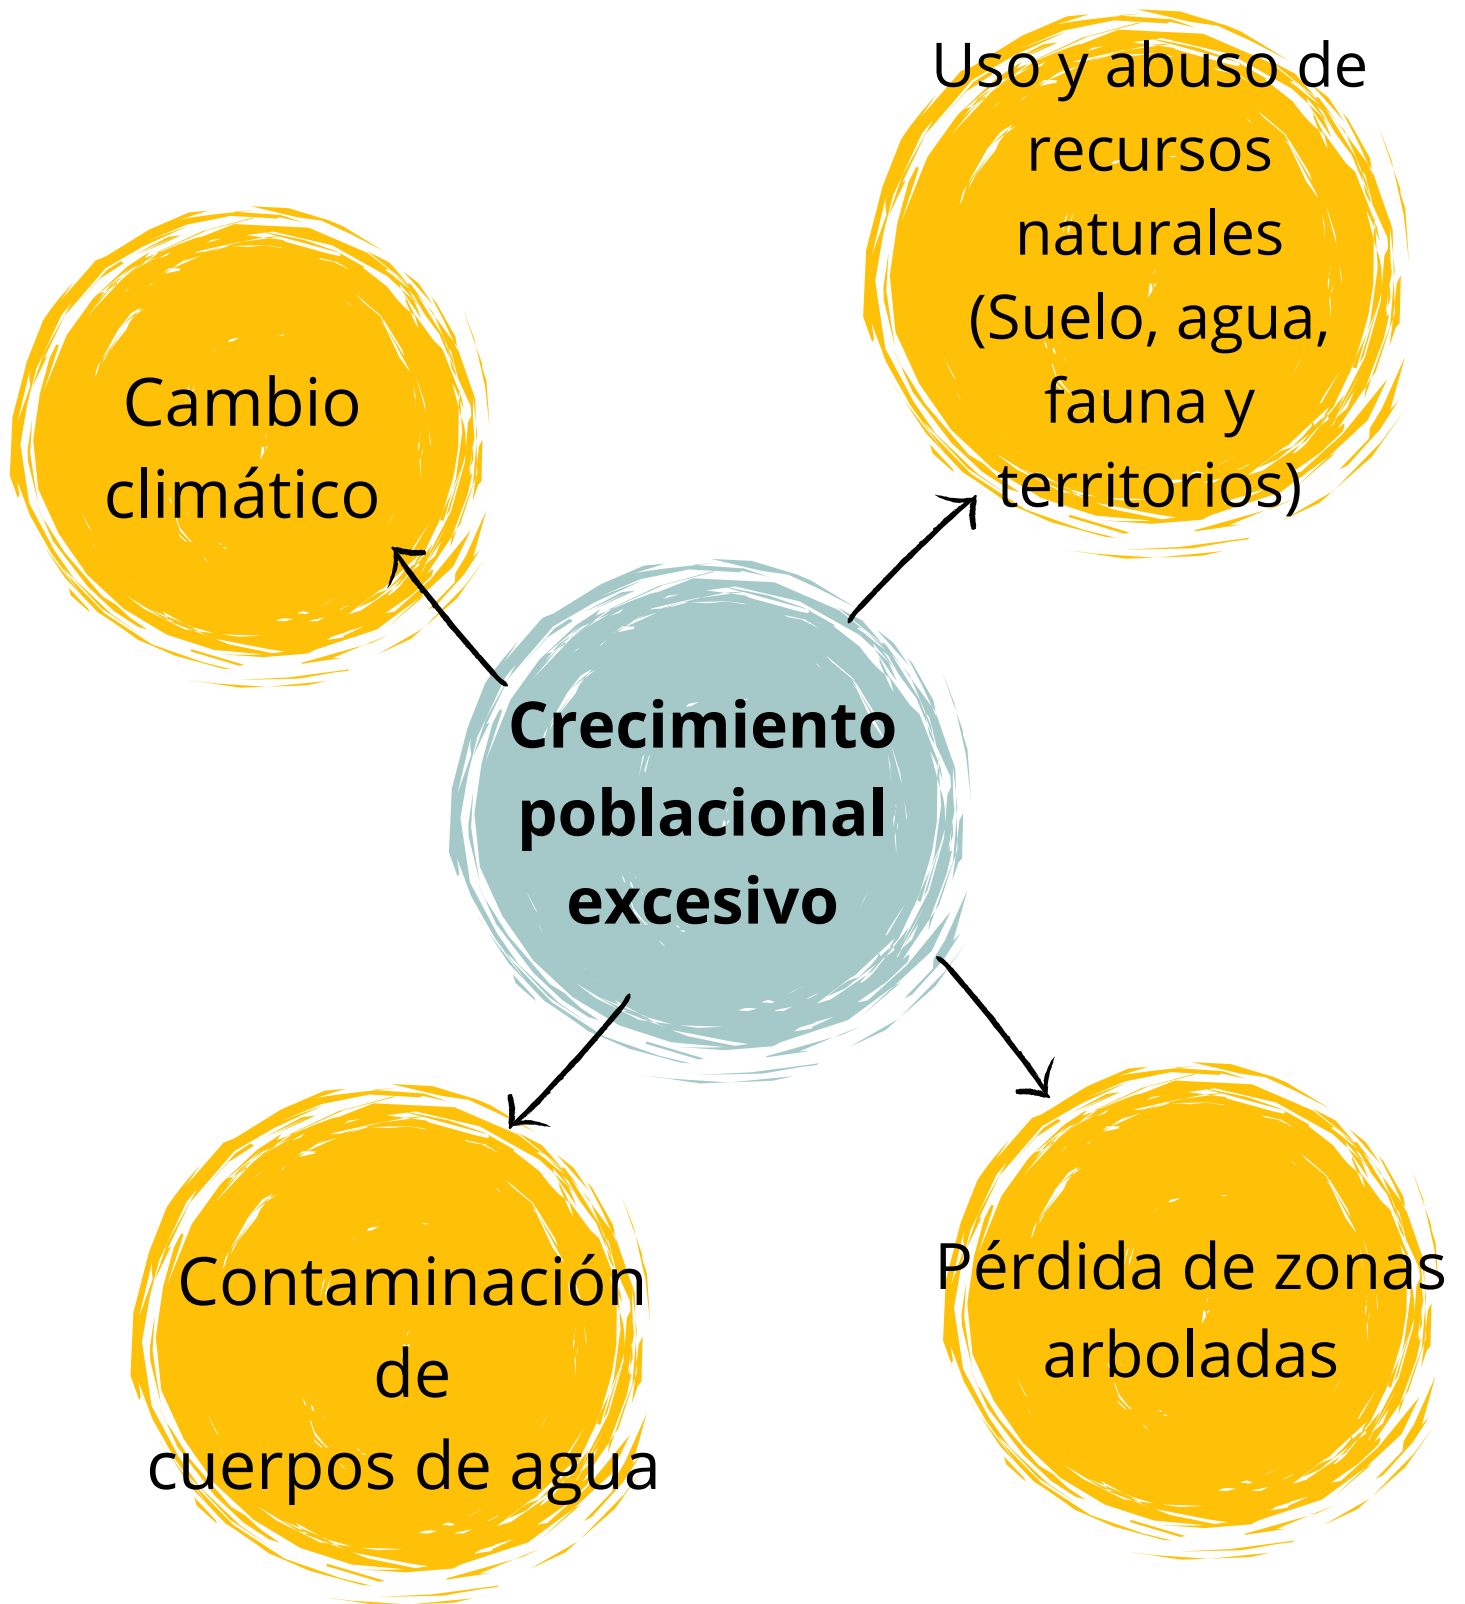 Uso y abuso de
recursos
naturales
(Suelo, agua,
fauna y
territorios)
Cambio
climático
Crecimiento
poblacional
excesivo
Contaminación
de
cuerpos de agua
Pérdida de zonas
arboladas